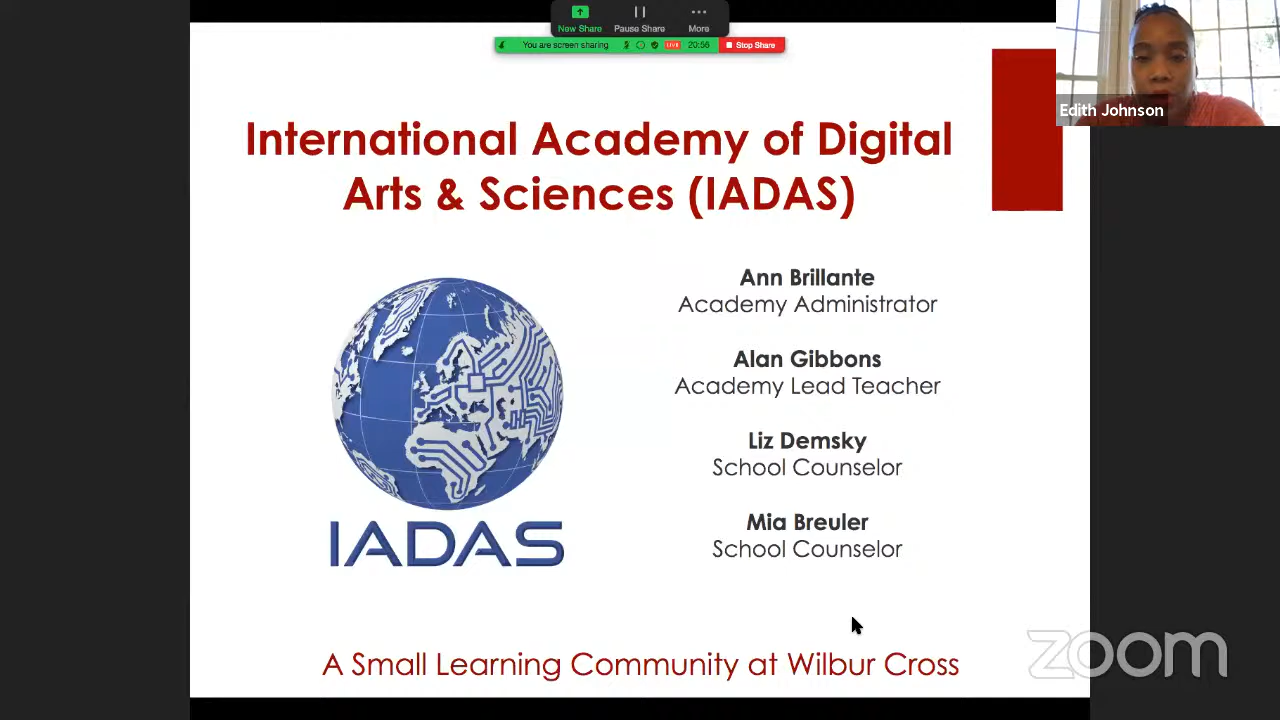 New Share
Pause Share
More
You are screen sharing
LIVE
20:56
Stop Share
Edith Johnson
International Academy of Digital
Arts & Sciences (IADAS)
Ann Brillante
Academy Administrator
Alan Gibbons
Academy Lead Teacher
Liz Demsky
School Counselor
Mia Breuler
School Counselor
IADAS
A Small Learning Community at Wilbur Cross
zoom